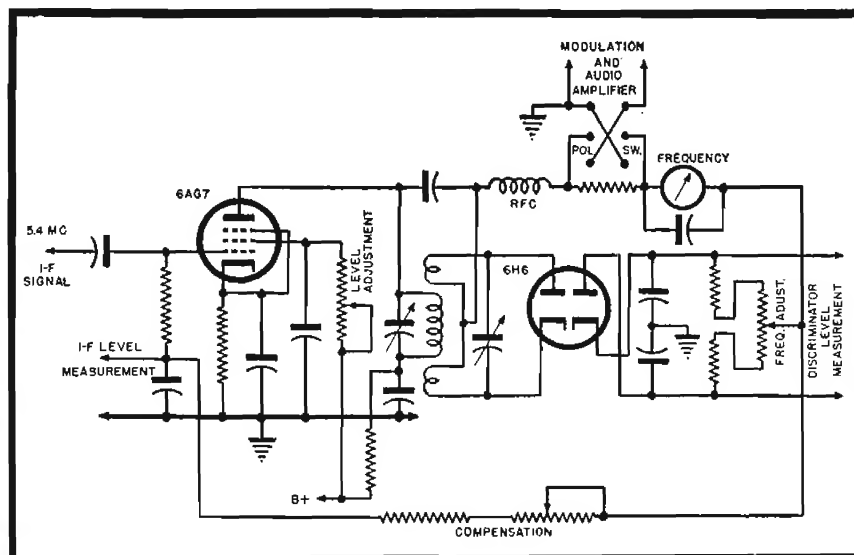 MODULATION
AND
AUDIO
AMPLIFIER
POL. SW.
FREQUENCY
6AG7
RFC
5.4 MC
I-F
SIGNAL
LEVEL
ADJUSTMENT
6H6
I-F LEVEL
MEASUREMENT
FREQ. ADJUST.
DISCRIMINATOR
LEVEL
MEASUREMENT
B+
COMPENSATION